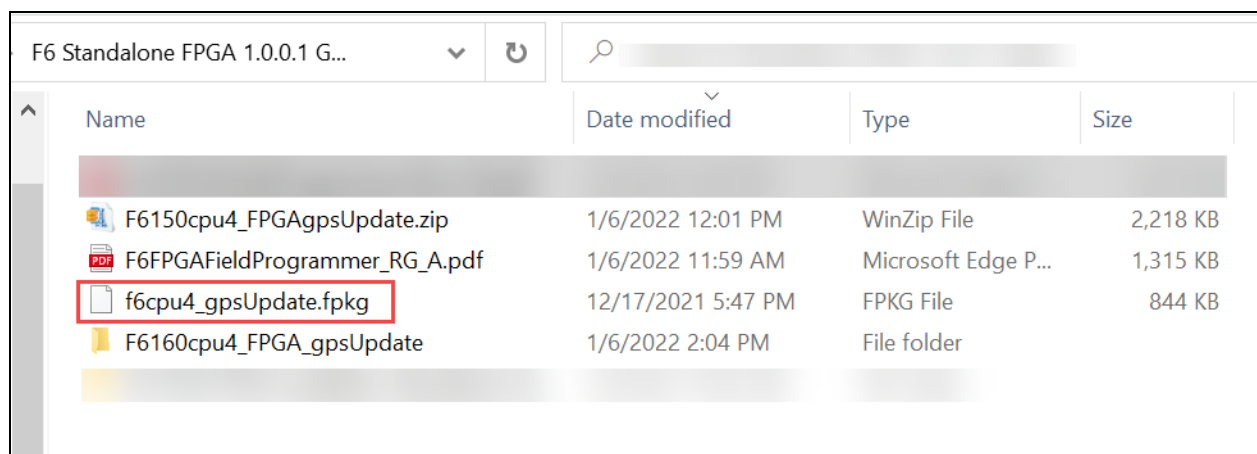 F6 Standalone FPGA 1.0.0.1 G...
Name Date modified Type Size
F6150cpu4_FPGAgpsUpdate.zip 1/6/2022 12:01 PM WinZip File 2,218 KB
PDF F6FPGAFieldProgrammer_RG_A.pdf 1/6/2022 11:59 AM Microsoft Edge P... 1,315 KB
f6cpu4_gpsUpdate.fpkg 12/17/2021 5:47 PM FPKG File 844 KB
F6160cpu4_FPGA_gpsUpdate 1/6/2022 2:04 PM File folder